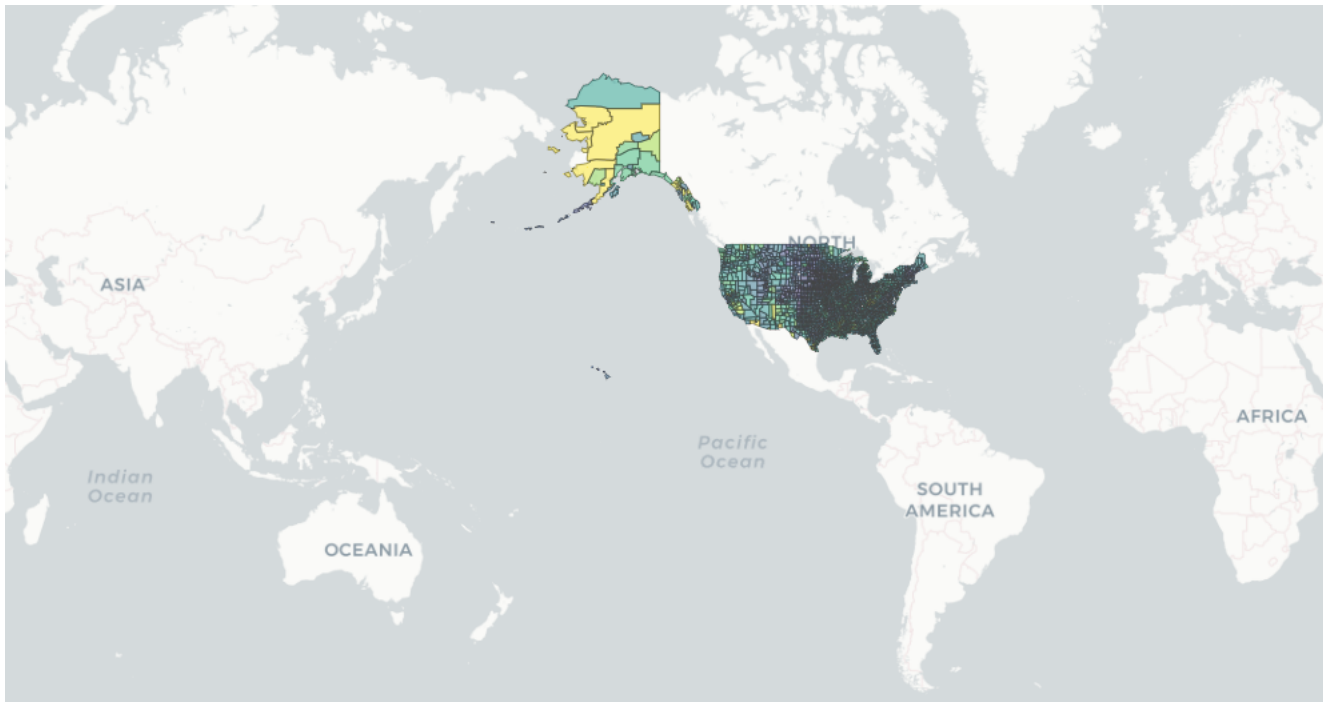 NORTH
ASIA
Pacific
Ocean
AFRICA
Indian
Ocean
SOUTH
AMERICA
OCEANIA